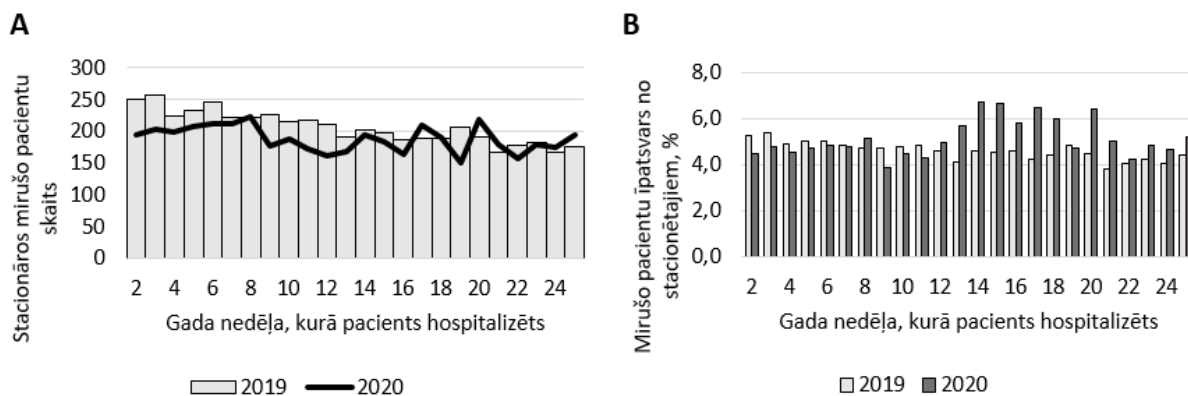 A
Stacionāros mirušo pacientu
skaits
300
250
200
150
100
50
0
2 4 6 8 10 12 14 16 18 20 22 24
Gada nedēļa, kurā pacients hospitalizēts
2019 2020
B
Mirušo pacientu īpatsvars no
stacionētajiem, %
8,0
6,0
4,0
2,0
0,0
2 4 6 8 10 12 14 16 18 20 22 24
Gada nedēļa, kurā pacients hospitalizēts
2019 2020